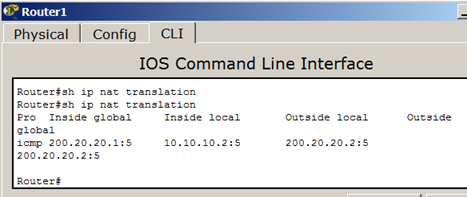 Router1
Physical Config CLI
IOS Command Line Interface
Router#sh ip nat translation
Router#sh ip nat translation
Pro Inside global Inside local Outside local Outside
global
icmp 200.20.20.1:5 10.10.10.2:5 200.20.20.2:5
200.20.20.2:5
Router#